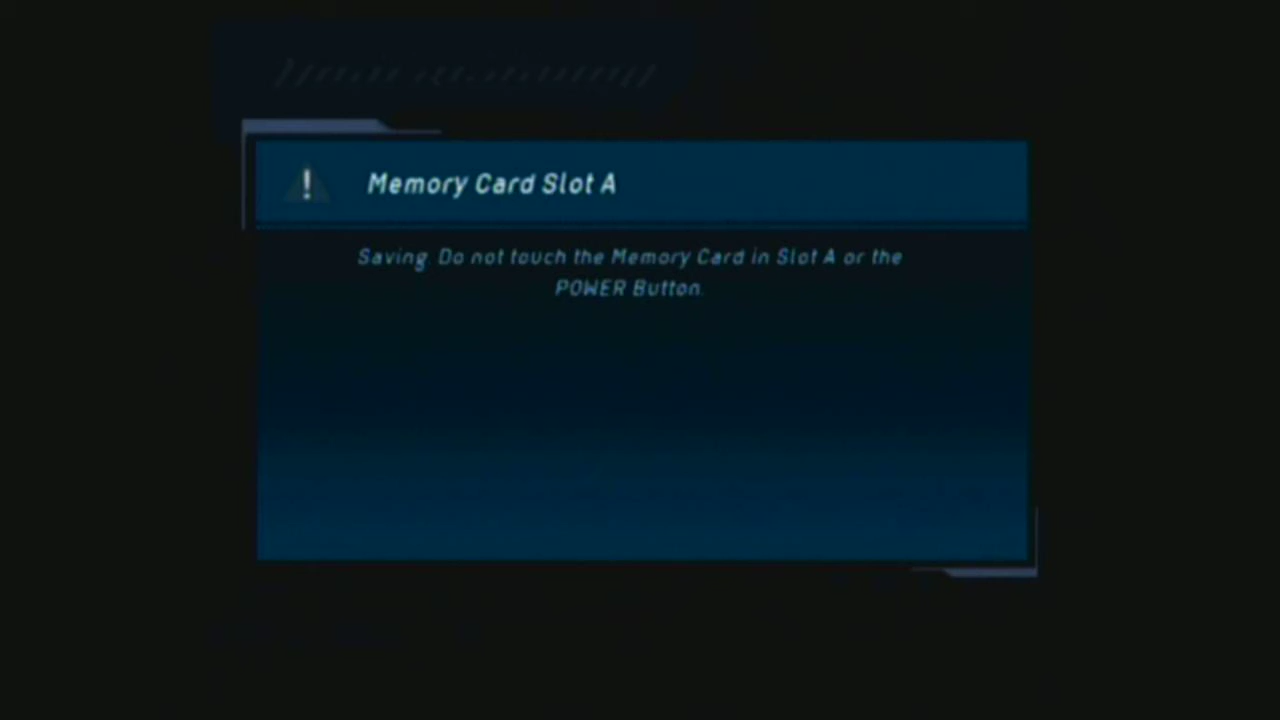 Memory Card Slot A
Saving. Do not touch the Memory Card in Slot A or the
POWER Button.